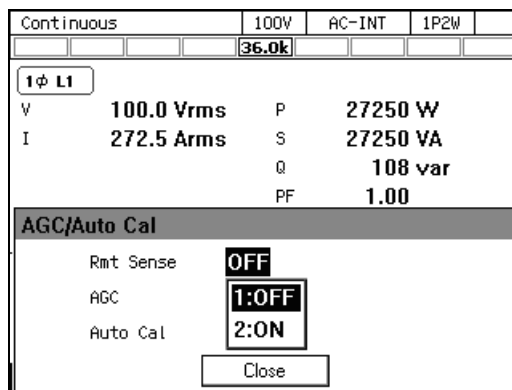 Continuous 100V AC-INT 1P2W
36.0k
1ϕ L1
V 100.0 Vrms P 27250 W
I 272.5 Arms S 27250 VA
Q 108 var
PF 1.00
AGC/Auto Cal
Rmt Sense OFF
AGC 1:OFF
Auto Cal 2:ON
Close